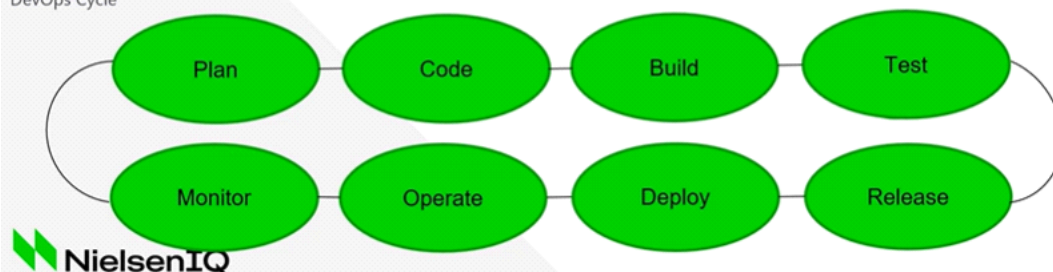 DevOps Cycle
Plan Code Build Test
Monitor Operate Deploy Release
NielsenIQ